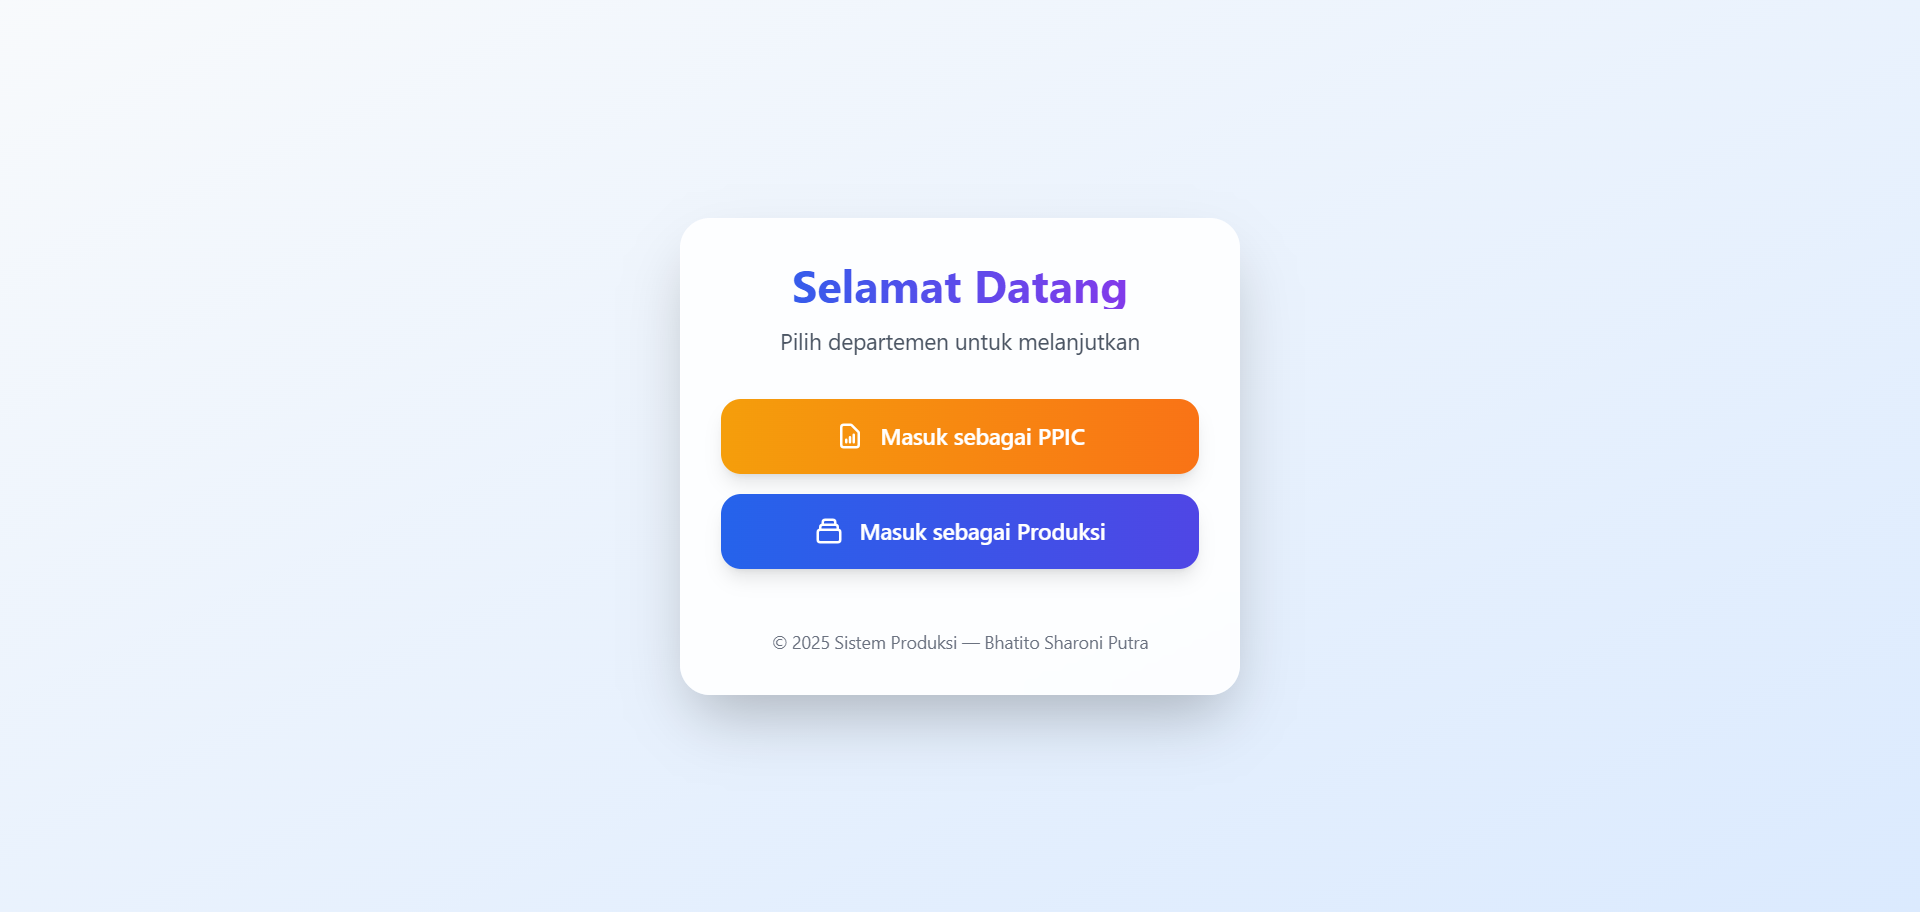 Selamat Datang
Pilih departemen untuk melanjutkan
Masuk sebagai PPIC
Masuk sebagai Produksi
© 2025 Sistem Produksi — Bhatito Sharoni Putra